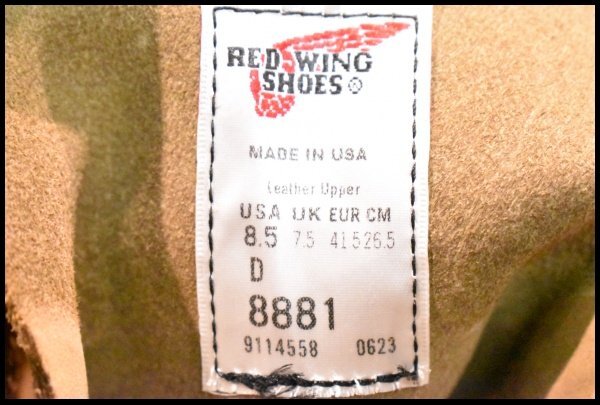 RED WING
SHOES®
MADE IN USA
Leather Upper
USA UK EUR CM
8.5 7.5 41.5 26.5
D
8881
9114558 0623